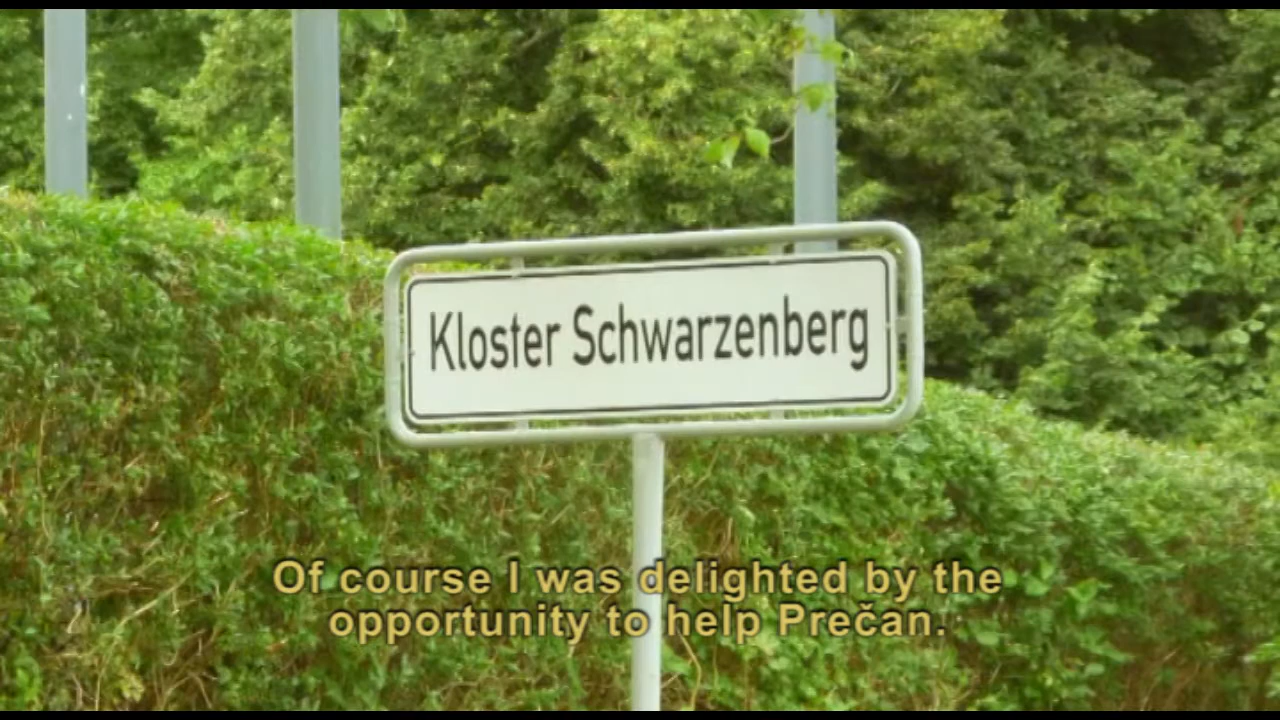 Kloster Schwarzenberg
Of course I was delighted by the
opportunity to help Prečan.